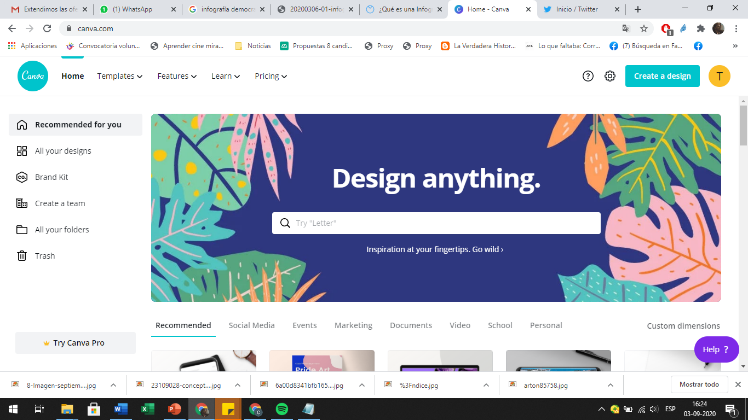 Extendimos las ofe
(1) WhatsApp
infografía democr
20200306-01-infa
¿Qué es una Infog
Home - Canva
Inicio / Twitter
canva.com
Aplicaciones
Convocatoria volun...
Aprender cine mira...
Noticias
Propuestas 8 candi...
Proxy
Proxy
La Verdadera Histor...
Lo que faltaba: Corr...
(7) Búsqueda en Fa...
Canva
Home
Templates
Features
Learn
Pricing
Create a design
T
Recommended for you
All your designs
Brand Kit
Create a team
All your folders
Trash
Try Canva Pro
Design anything.
Try "Letter"
Inspiration at your fingertips. Go wild ›
Recommended
Social Media
Events
Marketing
Documents
Video
School
Personal
Custom dimensions
Help ?
8-Imagen-septiem....jpg
23109028-concept....jpg
6a00d8341bfb165....jpg
%3Fndice.jpg
arton85758.jpg
Mostrar todo
ESP
16:24
03-09-2020